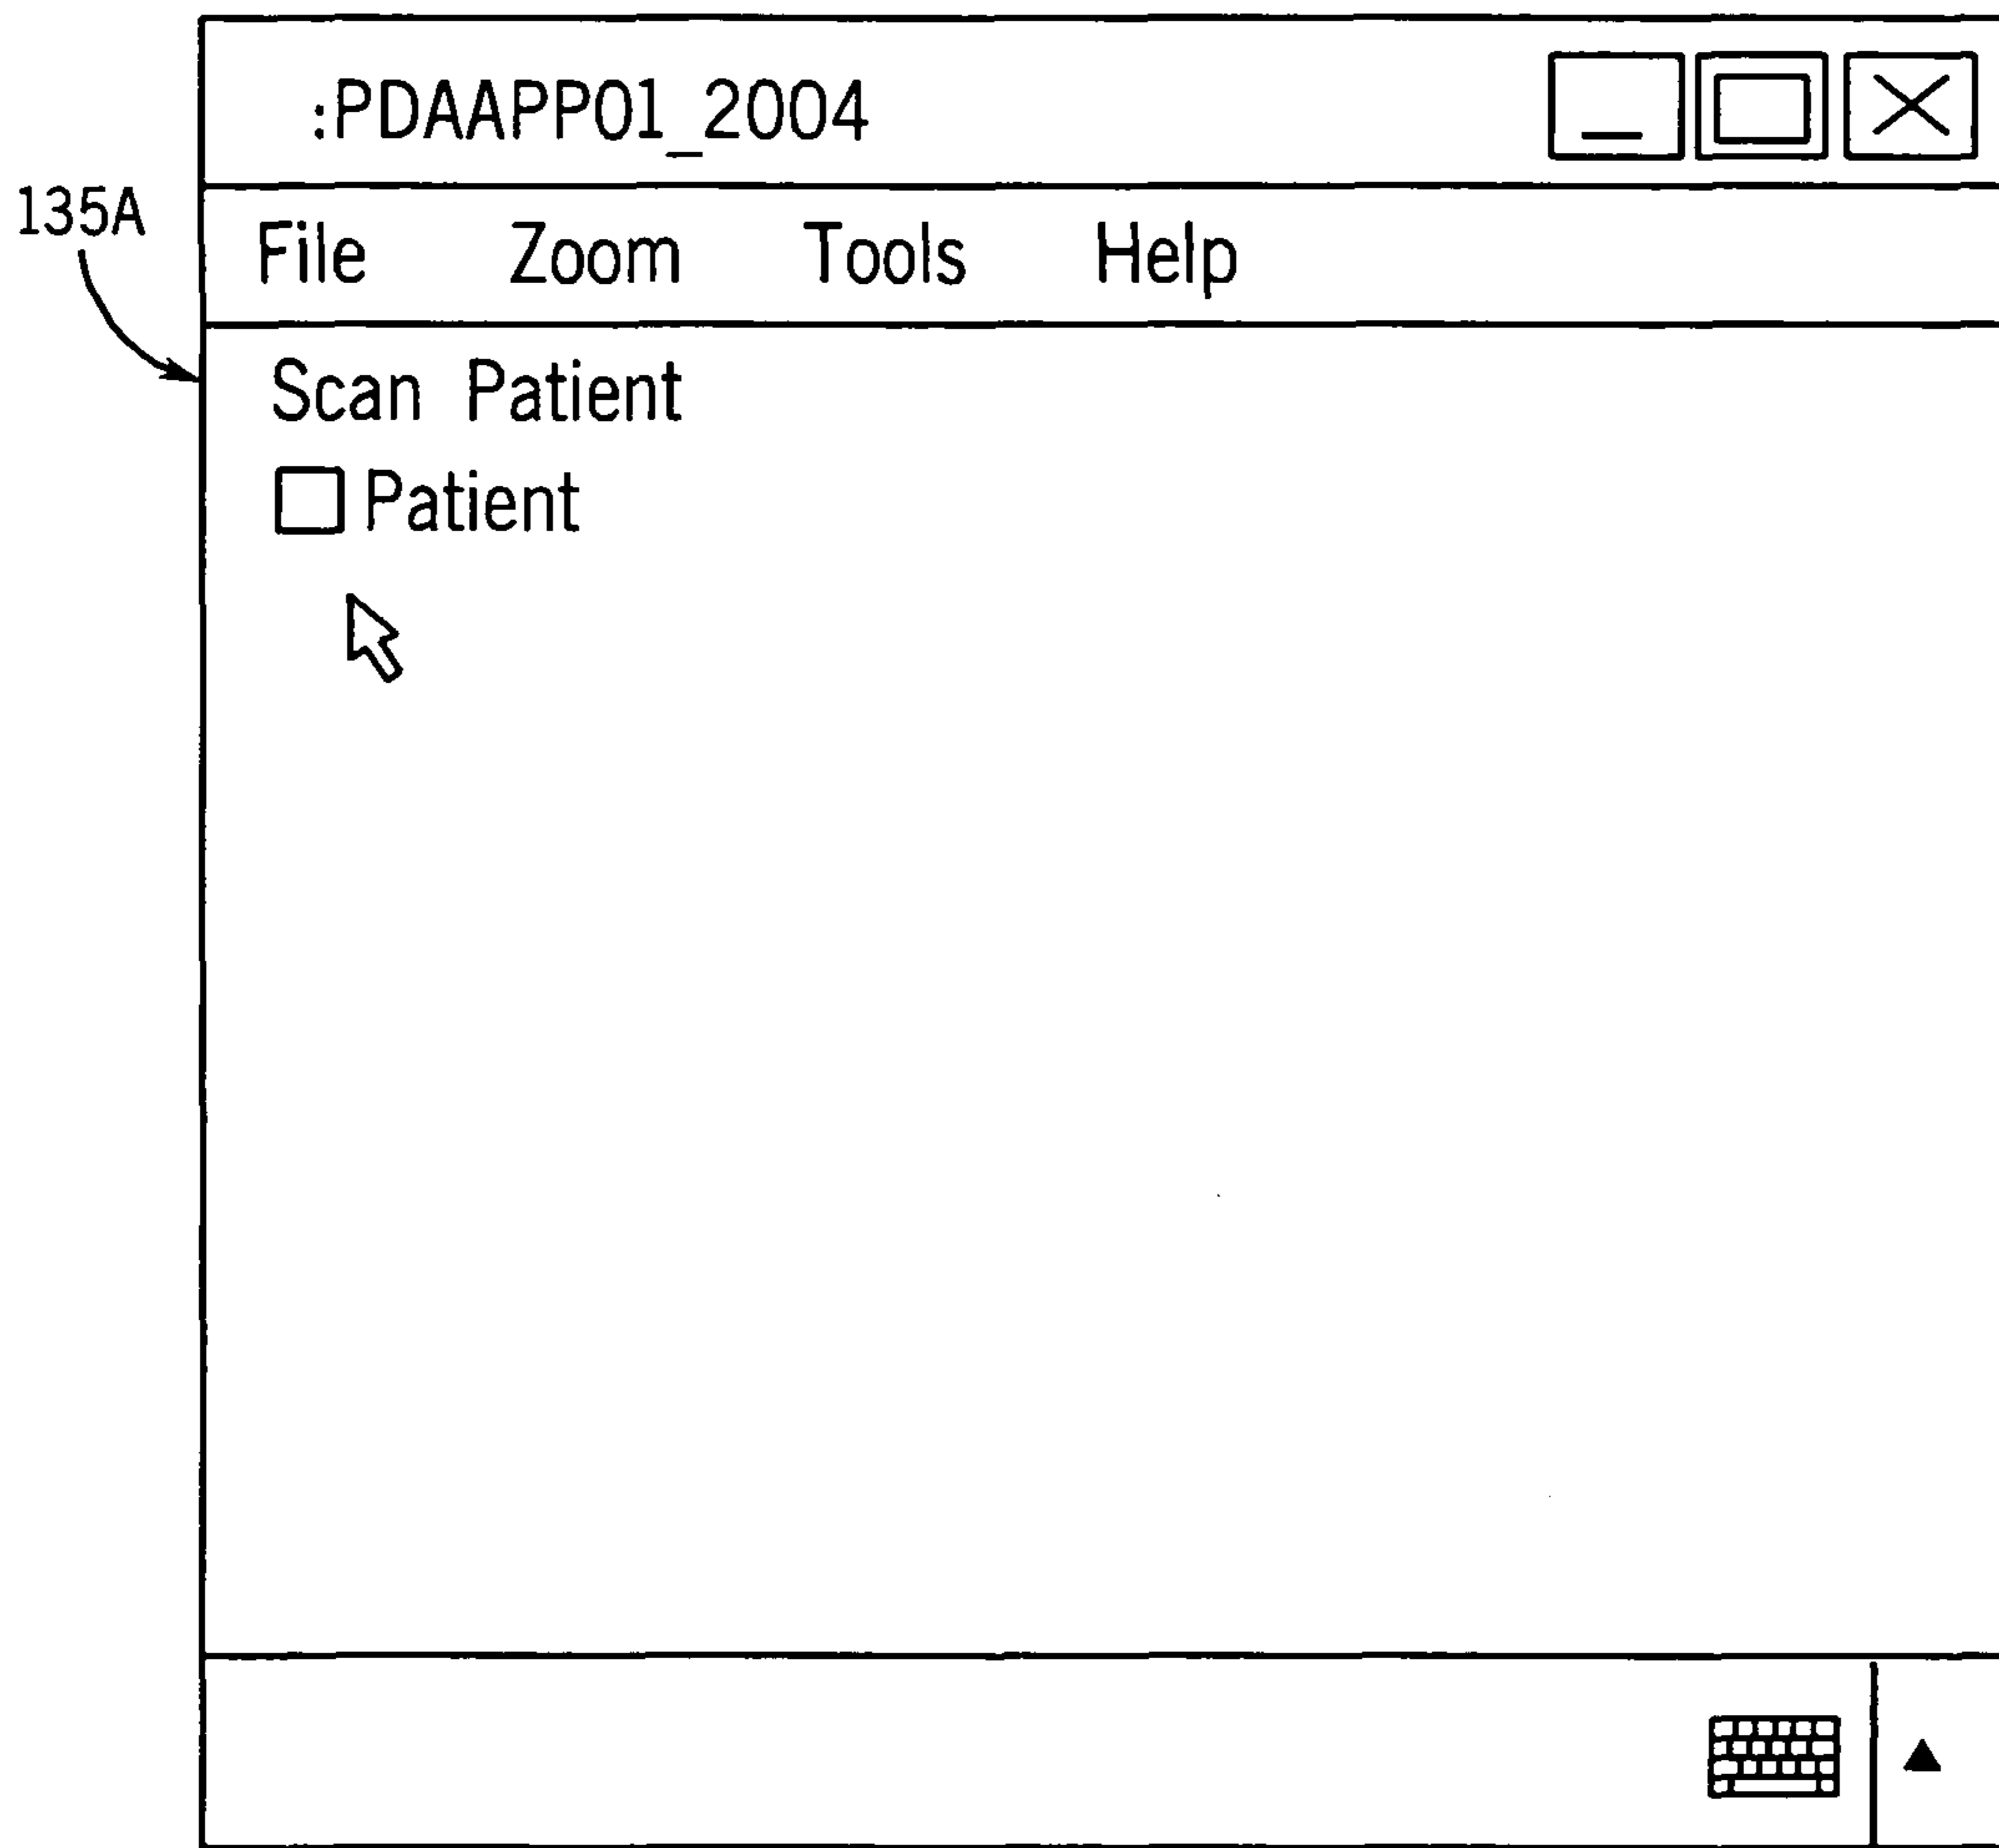 :PDAAPP01_2004
135A
File Zoom Tools Help
Scan Patient
Patient